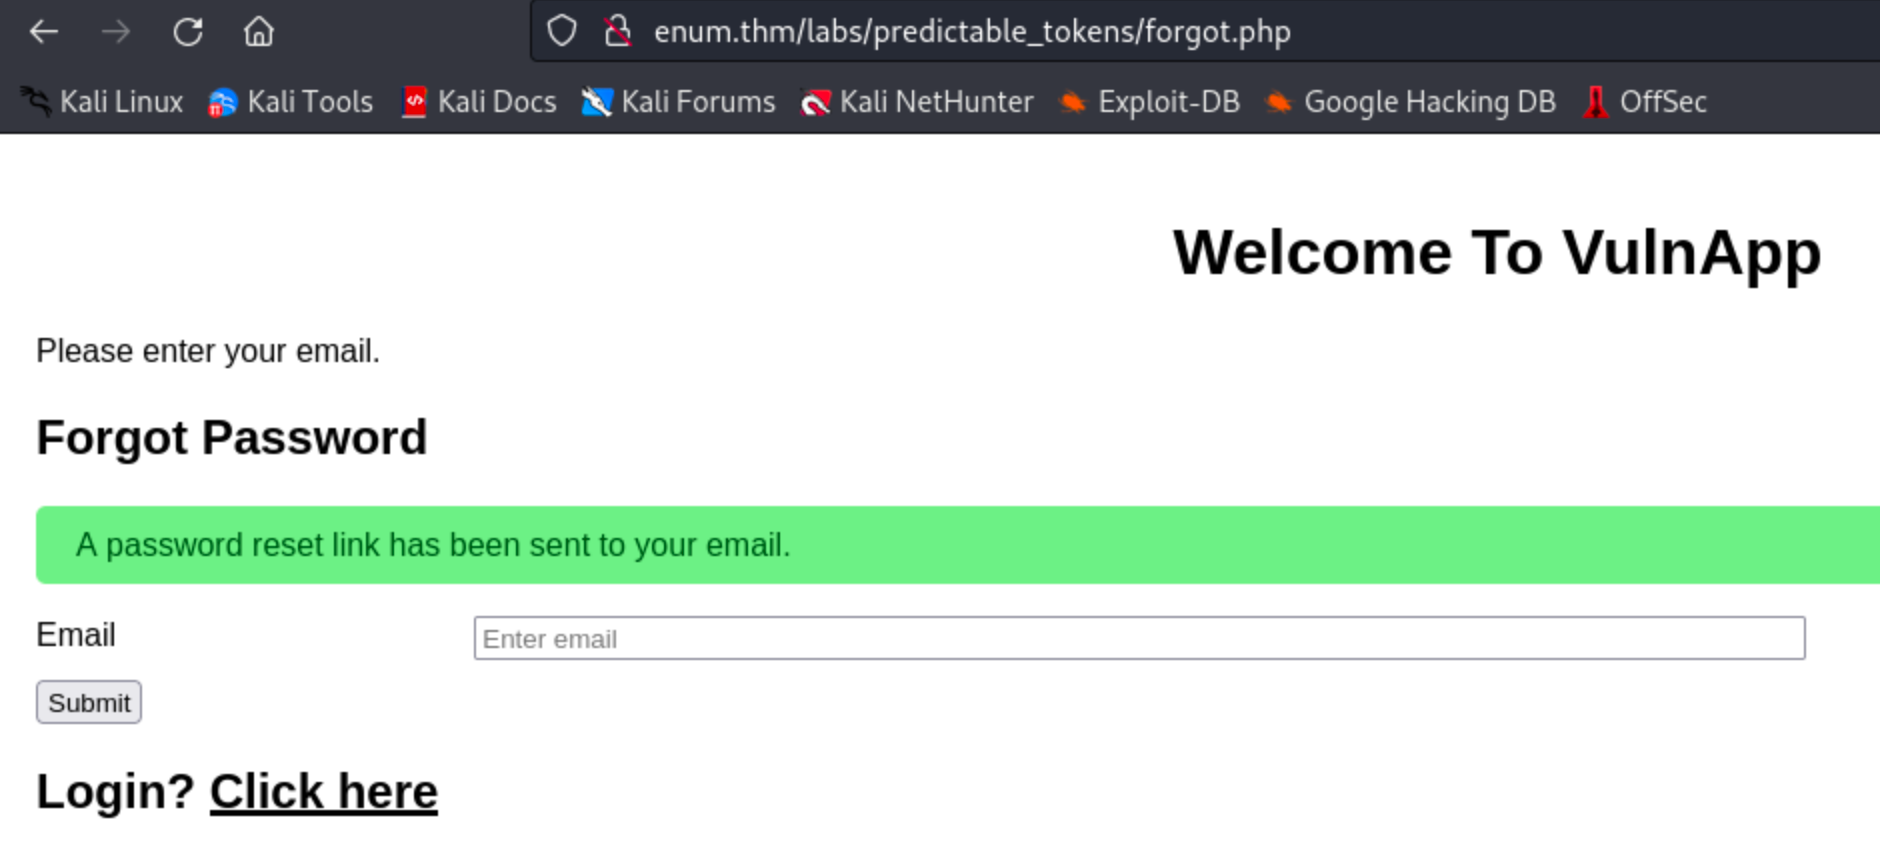 enum.thm/labs/predictable_tokens/forgot.php
Kali Linux Kali Tools Kali Docs Kali Forums Kali NetHunter Exploit-DB Google Hacking DB OffSec
Welcome To VulnApp
Please enter your email.
Forgot Password
A password reset link has been sent to your email.
Email Enter email
Submit
Login? Click here